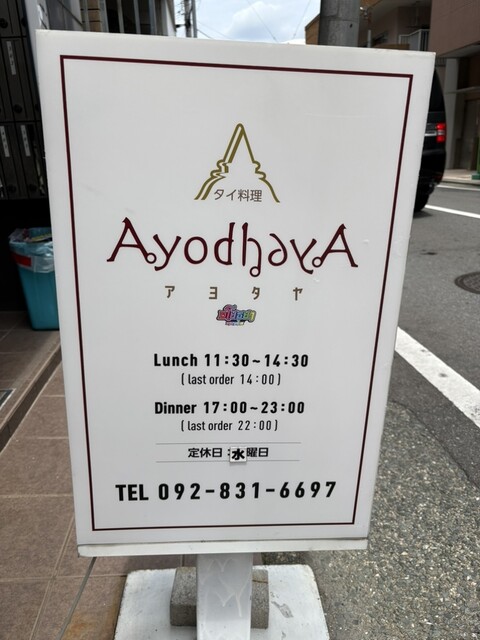 タイ料理
AyodhayA
アヨタヤ
Lunch 11:30~14:30
( last order 14:00 )
Dinner 17:00~23:00
( last order 22:00 )
定休日:水曜日
TEL 092-831-6697